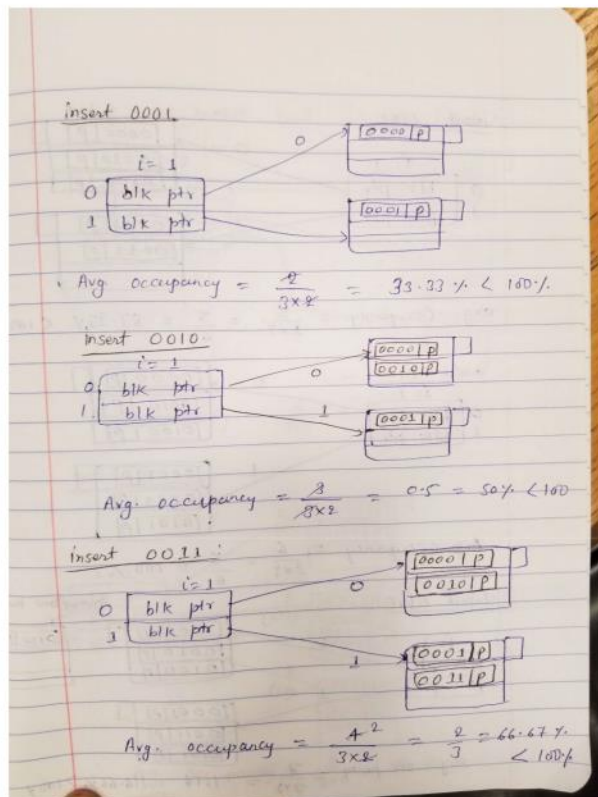 insert 0001.
0
0000 | p
i = 1
0 blk ptr
1 blk ptr
0001 | p
Avg occupancy = 2 / 3×2 = 33.33 % < 100 %
insert 0010
i = 1
0 blk ptr
1 blk ptr
0
1
0000 | p
0010 | p
0001 | p
Avg. occupancy = 3 / 3×2 = 0.5 = 50% < 100
insert 0011
i = 1
0 blk ptr
1 blk ptr
0
1
0000 | p
0010 | p
0001 | p
0011 | p
Avg. occupancy = 4 2 / 3×2 = 2 / 3 = 66.67 %
< 100%